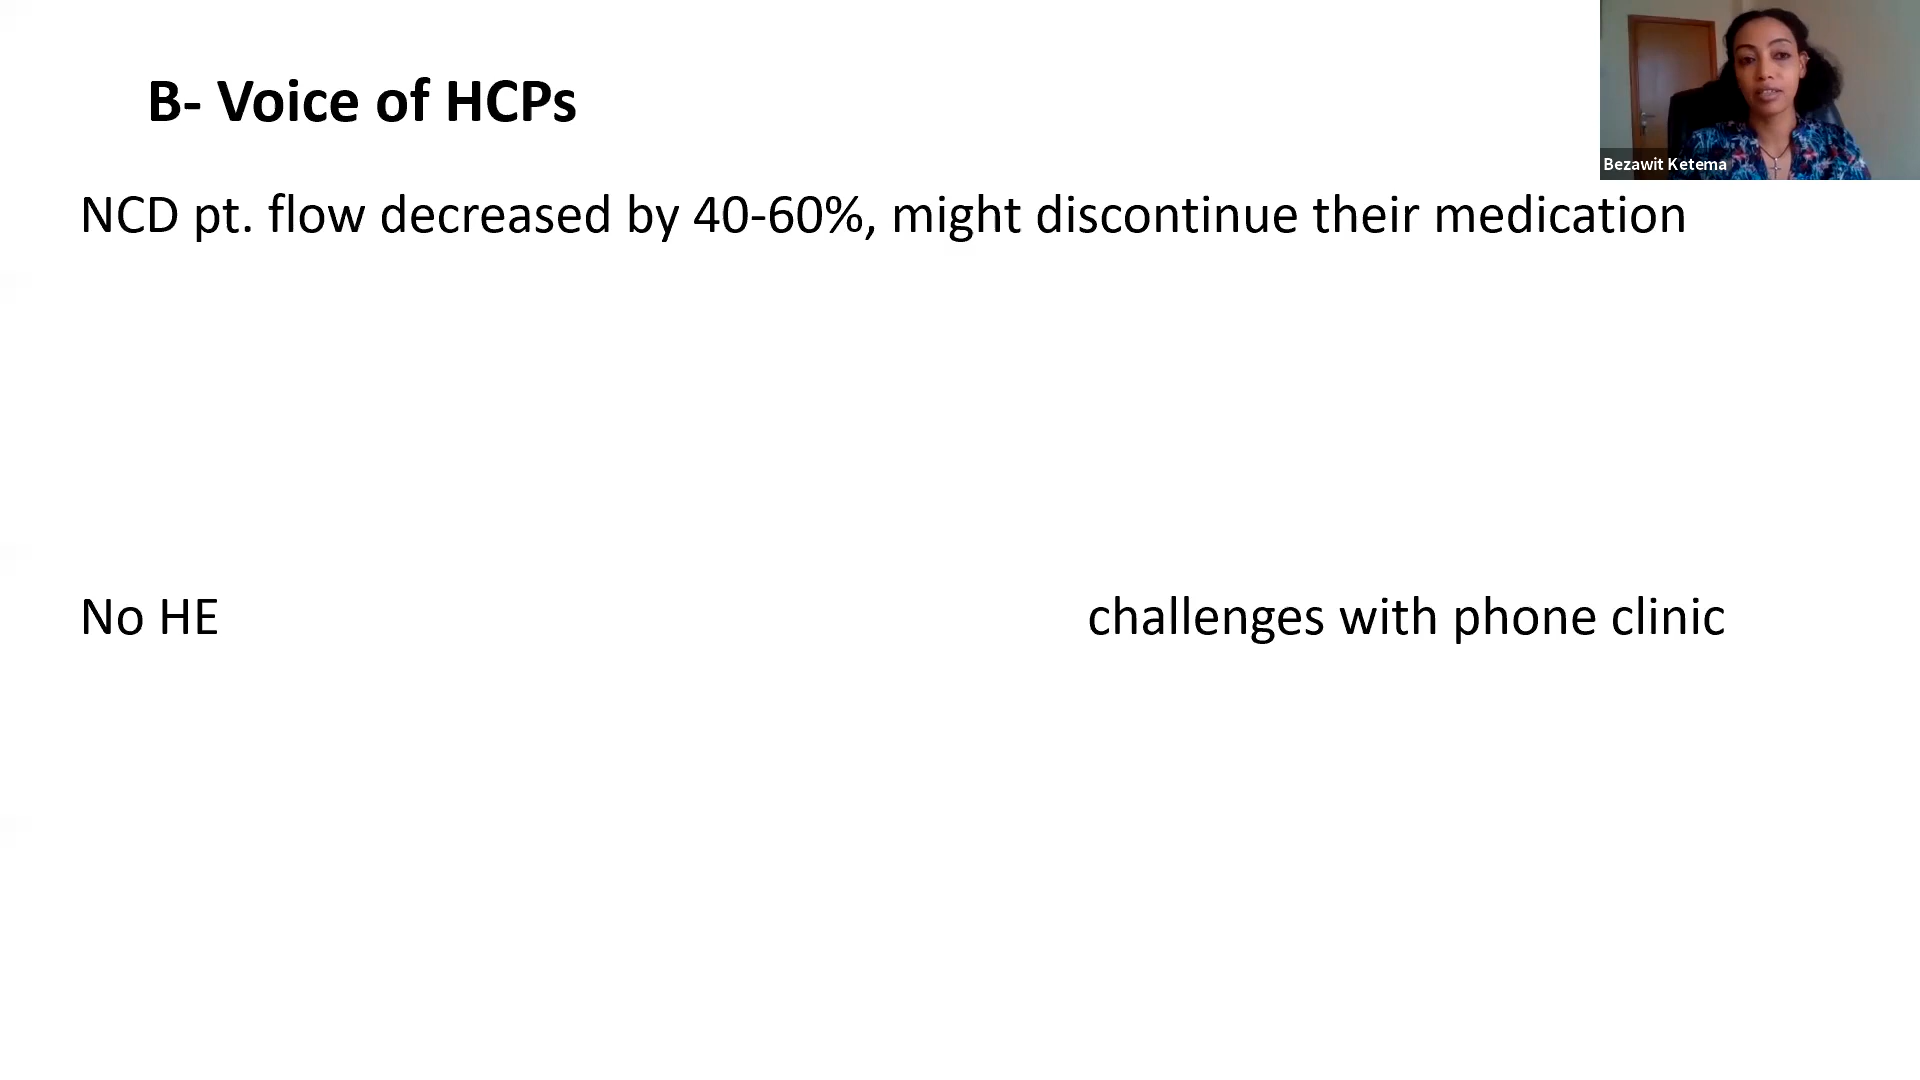 B- Voice of HCPs
Bezawit Ketema
NCD pt. flow decreased by 40-60%, might discontinue their medication
No HE
challenges with phone clinic